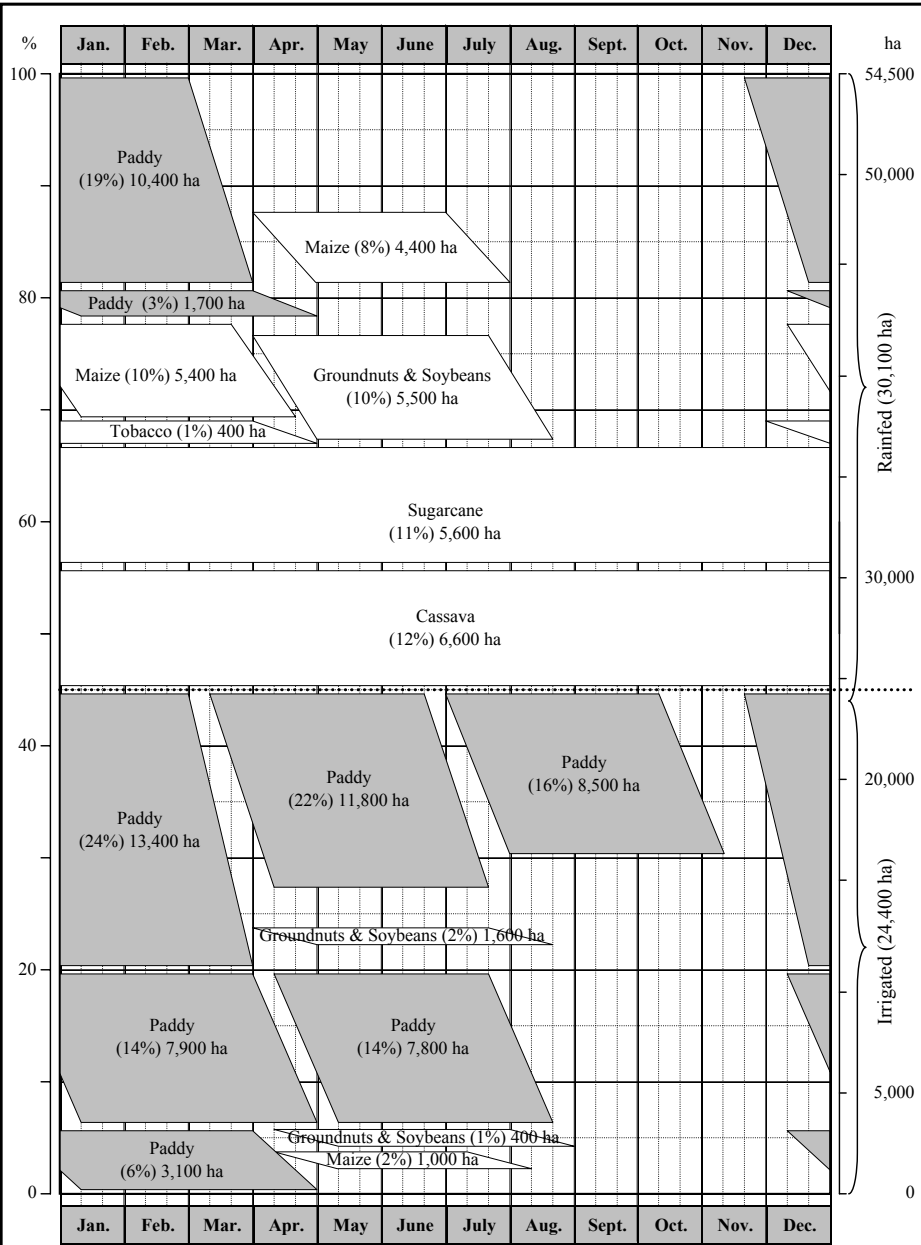 % Jan. Feb. Mar. Apr. May June July Aug. Sept. Oct. Nov. Dec. ha
100 54,500
Paddy
(19%) 10,400 ha
50,000
Maize (8%) 4,400 ha
80
Paddy (3%) 1,700 ha
Maize (10%) 5,400 ha
Groundnuts & Soybeans
(10%) 5,500 ha
Rainfed (30,100 ha)
Tobacco (1%) 400 ha
Sugarcane
(11%) 5,600 ha
60
30,000
Cassava
(12%) 6,600 ha
40
20,000
Paddy
(24%) 13,400 ha
Paddy
(22%) 11,800 ha
Paddy
(16%) 8,500 ha
Groundnuts & Soybeans (2%) 1,600 ha
Irrigated (24,400 ha)
20
Paddy
(14%) 7,900 ha
Paddy
(14%) 7,800 ha
5,000
Groundnuts & Soybeans (1%) 400 ha
Maize (2%) 1,000 ha
Paddy
(6%) 3,100 ha
0 0
Jan. Feb. Mar. Apr. May June July Aug. Sept. Oct. Nov. Dec.